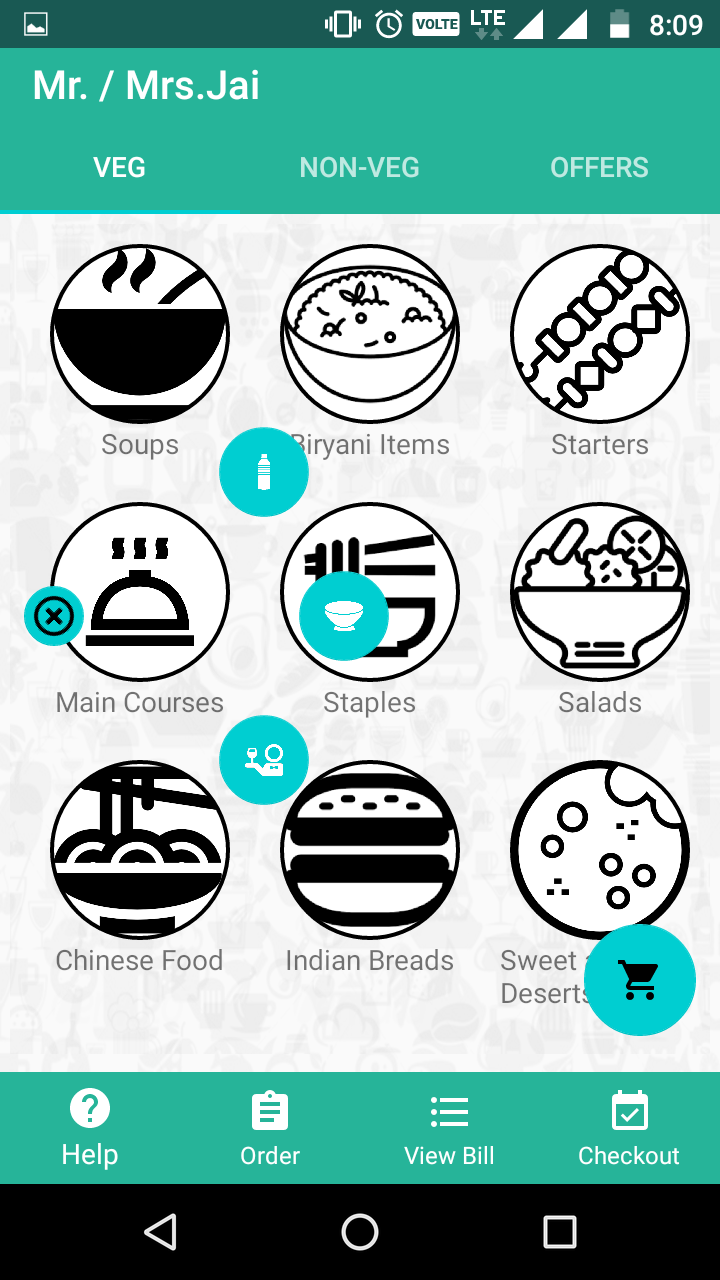 VOLTE LTE 8:09
Mr. / Mrs.Jai
VEG NON-VEG OFFERS
Soups Biryani Items Starters
Main Courses Staples Salads
Chinese Food Indian Breads Sweet
Deserts
Help Order View Bill Checkout